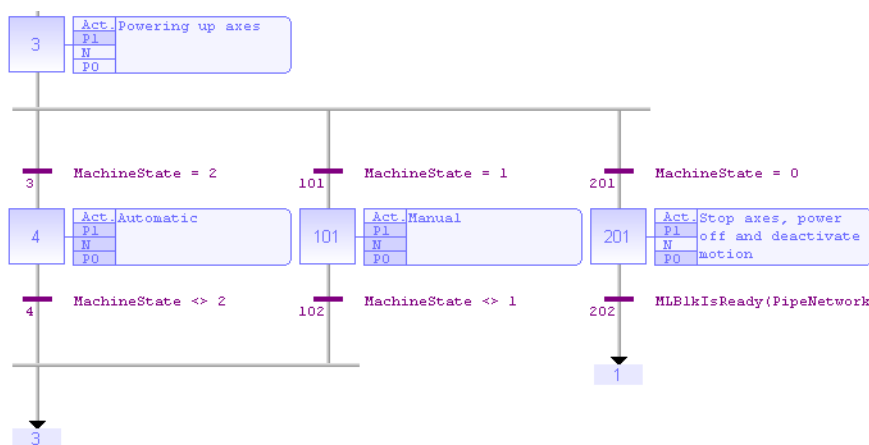 3
Act. Powering up axes
P1
N
P0
3 MachineState = 2
101 MachineState = 1
201 MachineState = 0
4
Act. Automatic
P1
N
P0
101
Act. Manual
P1
N
P0
201
Act. Stop axes, power
P1 off and deactivate
N motion
P0
4 MachineState <> 2
102 MachineState <> 1
202 MLBlkIsReady(PipeNetwork
1
3